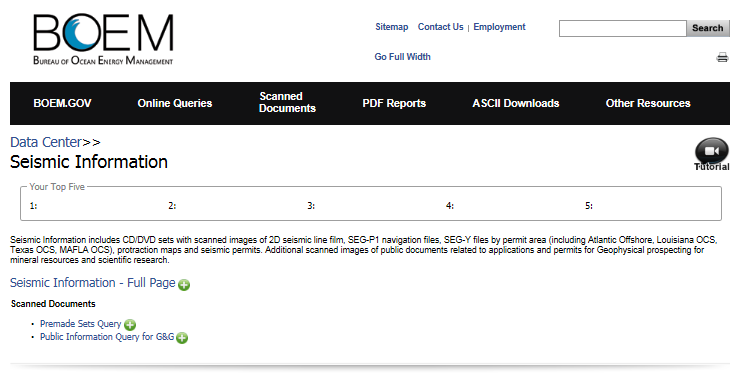 BOEM
BUREAU OF OCEAN ENERGY MANAGEMENT
Sitemap Contact Us | Employment
Search
Go Full Width
BOEM.GOV Online Queries Scanned Documents PDF Reports ASCII Downloads Other Resources
Data Center>>
Seismic Information
Tutorial
Your Top Five
1: 2: 3: 4: 5:
Seismic Information includes CD/DVD sets with scanned images of 2D seismic line film, SEG-P1 navigation files, SEG-Y files by permit area (including Atlantic Offshore, Louisiana OCS,
Texas OCS, MAFLA OCS), protraction maps and seismic permits. Additional scanned images of public documents related to applications and permits for Geophysical prospecting for
mineral resources and scientific research.
Seismic Information - Full Page
Scanned Documents
• Premade Sets Query
• Public Information Query for G&G